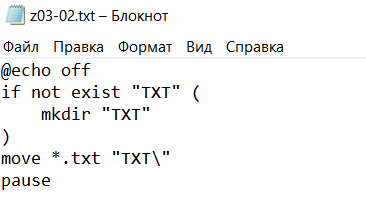 z03-02.txt – Блокнот
Файл Правка Формат Вид Справка
@echo off
if not exist "TXT" (
    mkdir "TXT"
)
move *.txt "TXT\"
pause